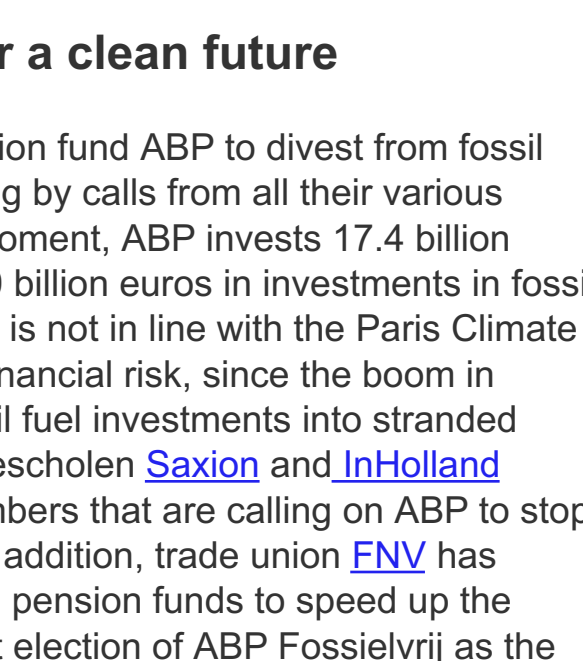 r a clean future
ion fund ABP to divest from fossil
g by calls from all their various
oment, ABP invests 17.4 billion
billion euros in investments in fossi
is not in line with the Paris Climate
nancial risk, since the boom in
il fuel investments into stranded
escholen Saxion and InHolland
nbers that are calling on ABP to stop
addition, trade union FNV has
pension funds to speed up the
t election of ABP Fossielvrij as the